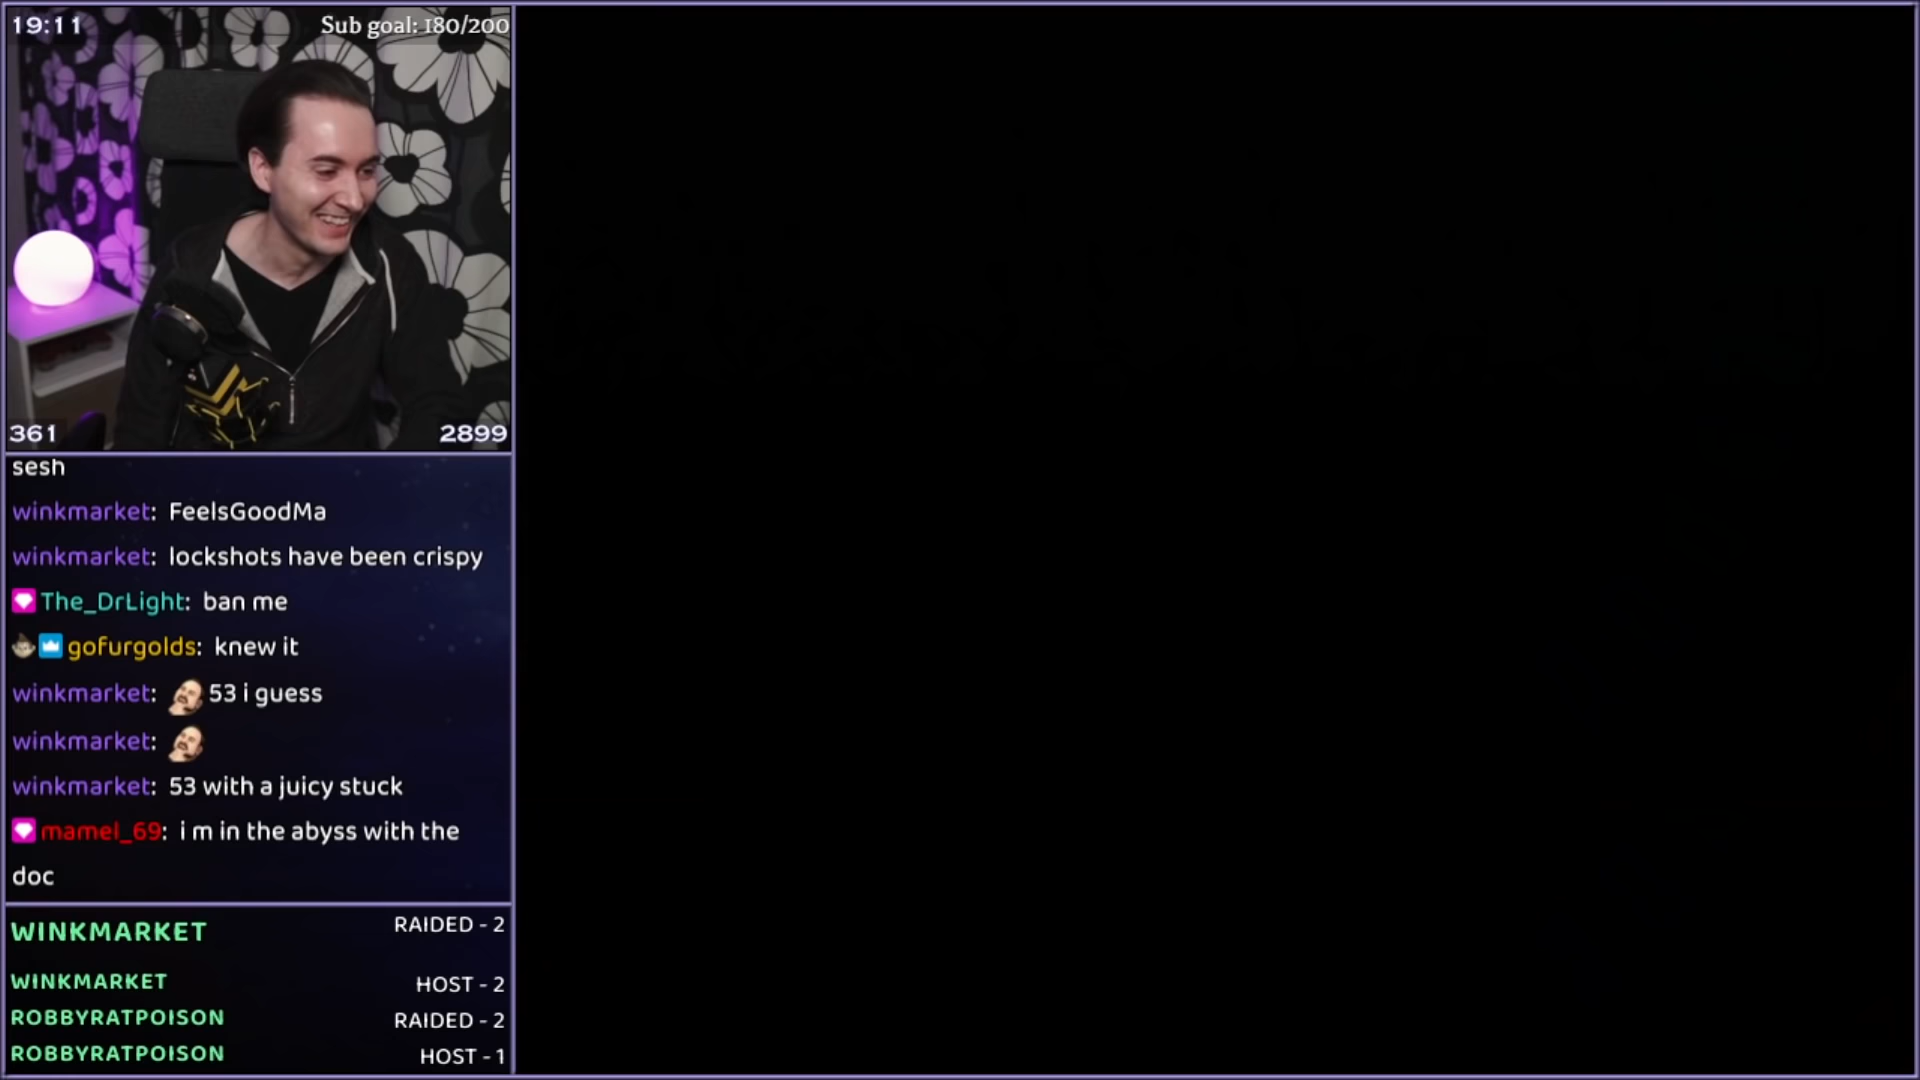 19:11 Sub goal: 180/200
361 2899
sesh
winkmarket: FeelsGoodMa
winkmarket: lockshots have been crispy
The_DrLight: ban me
gofurgolds: knew it
winkmarket: 53 i guess
winkmarket:
winkmarket: 53 with a juicy stuck
mamel_69: i m in the abyss with the
doc
WINKMARKET RAIDED - 2
WINKMARKET HOST - 2
ROBBYRATPOISON RAIDED - 2
ROBBYRATPOISON HOST - 1